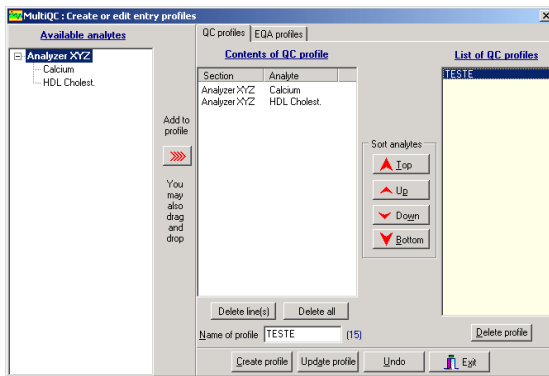 MultiQC : Create or edit entry profiles
Available analytes
Analyzer XYZ
Calcium
HDL Cholest.
Add to
profile
You
may
also
drag
and
drop
QC profiles
EQA profiles
Contents of QC profile
Section Analyte
Analyzer XYZ Calcium
Analyzer XYZ HDL Cholest.
Delete line(s) Delete all
Name of profile TESTE (15)
Sort analytes
Top
Up
Down
Bottom
List of QC profiles
TESTE
Delete profile
Create profile Update profile Undo Exit